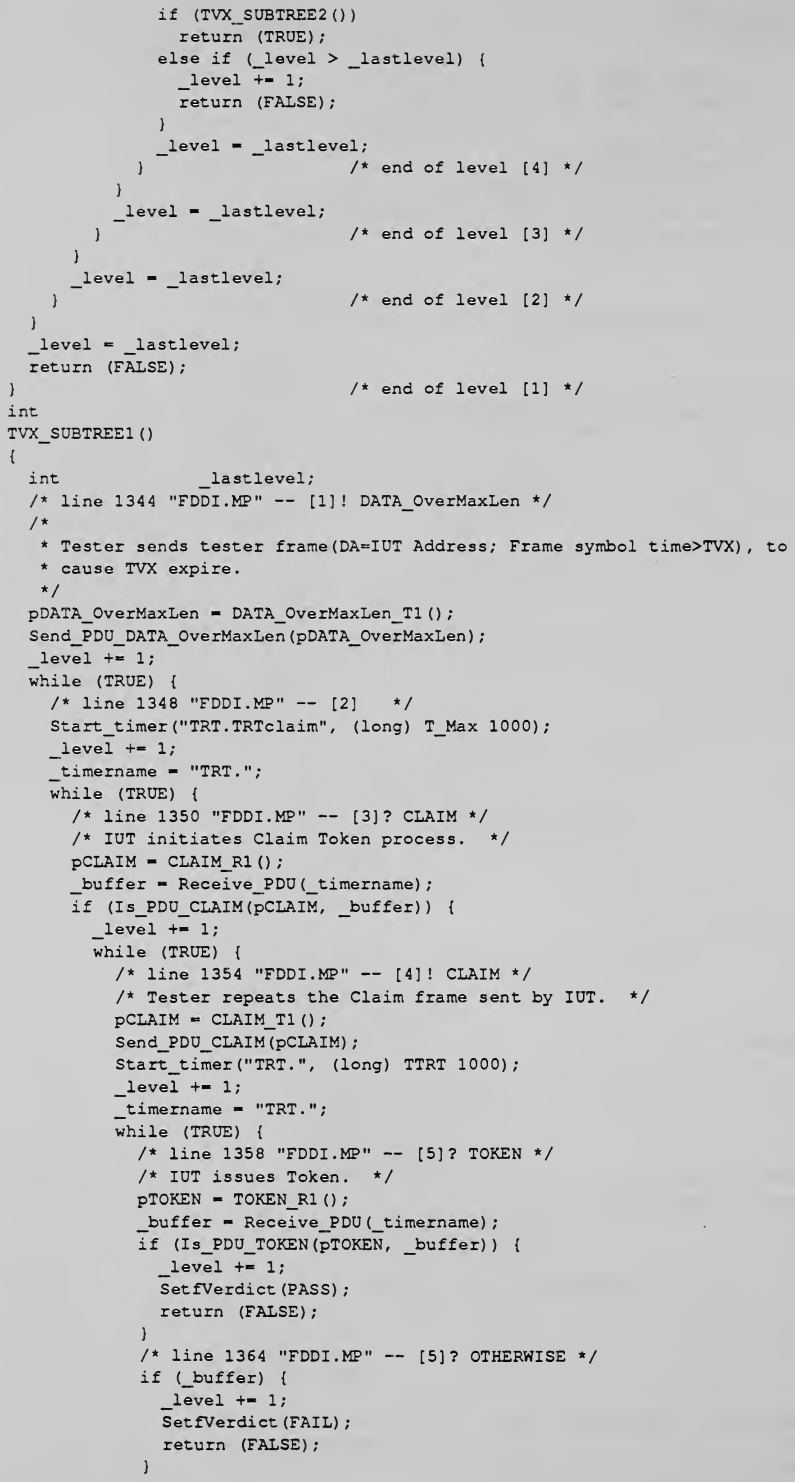 if (TVX_SUBTREE2())
return (TRUE);
else if (_level > _lastlevel) {
_level += 1;
return (FALSE);
}
_level = _lastlevel;
} /* end of level [4] */
}
_level = _lastlevel;
} /* end of level [3] */
}
_level = _lastlevel;
} /* end of level [2] */
}
_level = _lastlevel;
return (FALSE);
} /* end of level [1] */
int
TVX_SUBTREE1()
{
int _lastlevel;
/* line 1344 "FDDI.MP" -- [1]! DATA_OverMaxLen */
/*
* Tester sends tester frame(DA=IUT Address; Frame symbol time>TVX), to
* cause TVX expire.
*/
pDATA_OverMaxLen = DATA_OverMaxLen_T1();
Send_PDU_DATA_OverMaxLen(pDATA_OverMaxLen);
_level += 1;
while (TRUE) {
/* line 1348 "FDDI.MP" -- [2] */
Start_timer("TRT.TRTclaim", (long) T_Max 1000);
_level += 1;
_timername = "TRT.";
while (TRUE) {
/* line 1350 "FDDI.MP" -- [3]? CLAIM */
/* IUT initiates Claim Token process. */
pCLAIM = CLAIM_R1();
_buffer = Receive_PDU(_timername);
if (Is_PDU_CLAIM(pCLAIM, _buffer)) {
_level += 1;
while (TRUE) {
/* line 1354 "FDDI.MP" -- [4]! CLAIM */
/* Tester repeats the Claim frame sent by IUT. */
pCLAIM = CLAIM_T1();
Send_PDU_CLAIM(pCLAIM);
Start_timer("TRT.", (long) TTRT 1000);
_level += 1;
_timername = "TRT.";
while (TRUE) {
/* line 1358 "FDDI.MP" -- [5]? TOKEN */
/* IUT issues Token. */
pTOKEN = TOKEN_R1();
_buffer = Receive_PDU(_timername);
if (Is_PDU_TOKEN(pTOKEN, _buffer)) {
_level += 1;
SetfVerdict(PASS);
return (FALSE);
}
/* line 1364 "FDDI.MP" -- [5]? OTHERWISE */
if (_buffer) {
_level += 1;
SetfVerdict(FAIL);
return (FALSE);
}